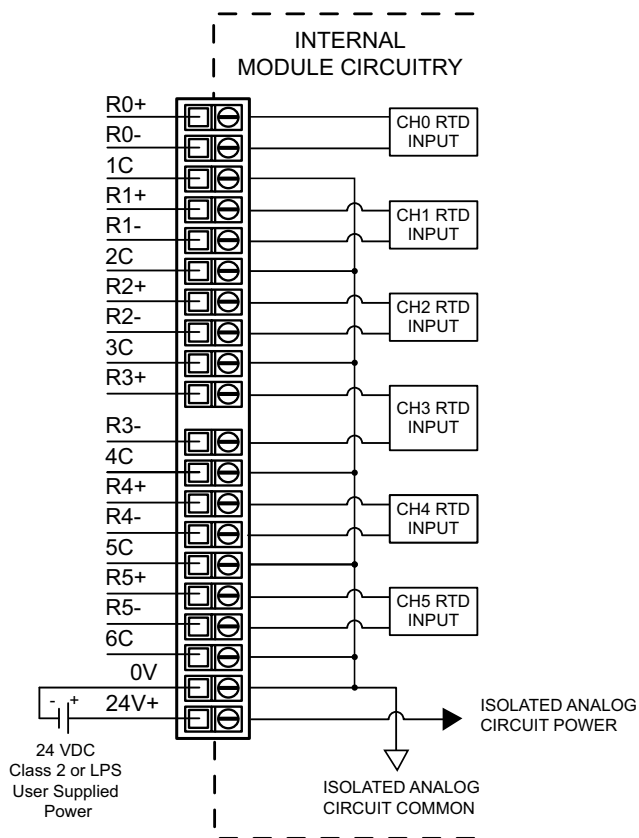 INTERNAL
MODULE CIRCUITRY
R0+
R0-
1C
R1+
R1-
2C
R2+
R2-
3C
R3+
R3-
4C
R4+
R4-
5C
R5+
R5-
6C
0V
24V+
CH0 RTD
INPUT
CH1 RTD
INPUT
CH2 RTD
INPUT
CH3 RTD
INPUT
CH4 RTD
INPUT
CH5 RTD
INPUT
- +
24 VDC
Class 2 or LPS
User Supplied
Power
ISOLATED ANALOG
CIRCUIT POWER
ISOLATED ANALOG
CIRCUIT COMMON